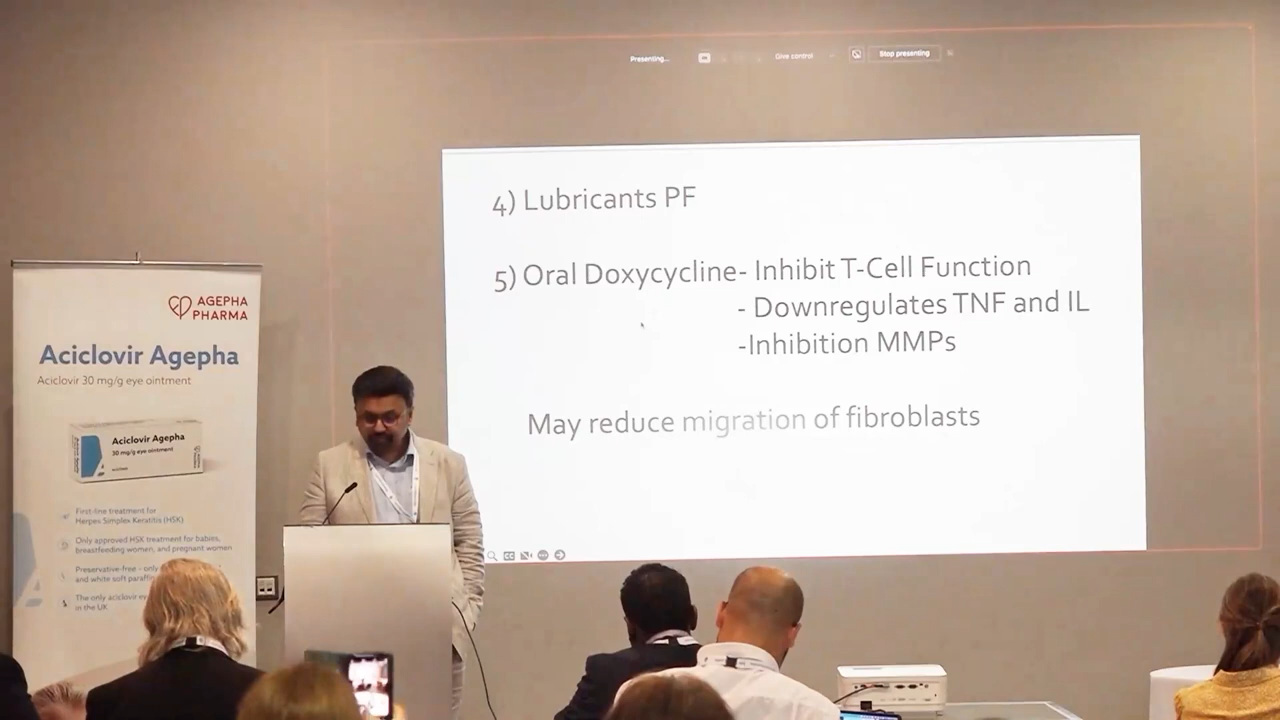 Presenting...
Give control
Stop presenting
4) Lubricants PF
5) Oral Doxycycline- Inhibit T-Cell Function
- Downregulates TNF and IL
-Inhibition MMPs
May reduce migration of fibroblasts
CC
AGEPHA
PHARMA
Aciclovir Agepha
Aciclovir 30 mg/g eye ointment
Aciclovir Agepha
30 mg/g eye ointment
First-line treatment for
Herpes Simplex Keratitis (HSK)
Only approved HSK treatment for babies,
breastfeeding women, and pregnant women
Preservative-free – only
and white soft
The only aciclovir
in the UK